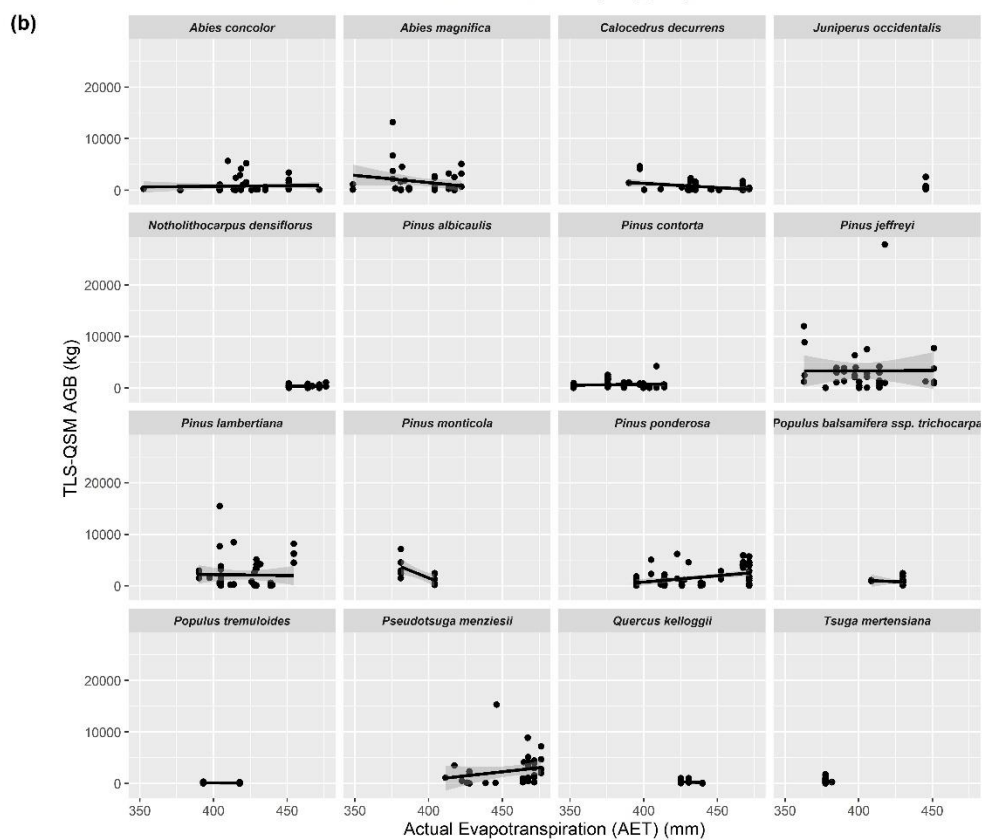 (b)
Abies concolor
Abies magnifica
Calocedrus decurrens
Juniperus occidentalis
20000
10000
0
Notholithocarpus densiflorus
Pinus albicaulis
Pinus contorta
Pinus jeffreyi
20000
10000
0
TLS-QSM AGB (kg)
Pinus lambertiana
Pinus monticola
Pinus ponderosa
Populus balsamifera ssp. trichocarpa
20000
10000
0
Populus tremuloides
Pseudotsuga menziesii
Quercus kelloggii
Tsuga mertensiana
20000
10000
0
350 400 450 350 400 450 350 400 450 350 400 450
Actual Evapotranspiration (AET) (mm)